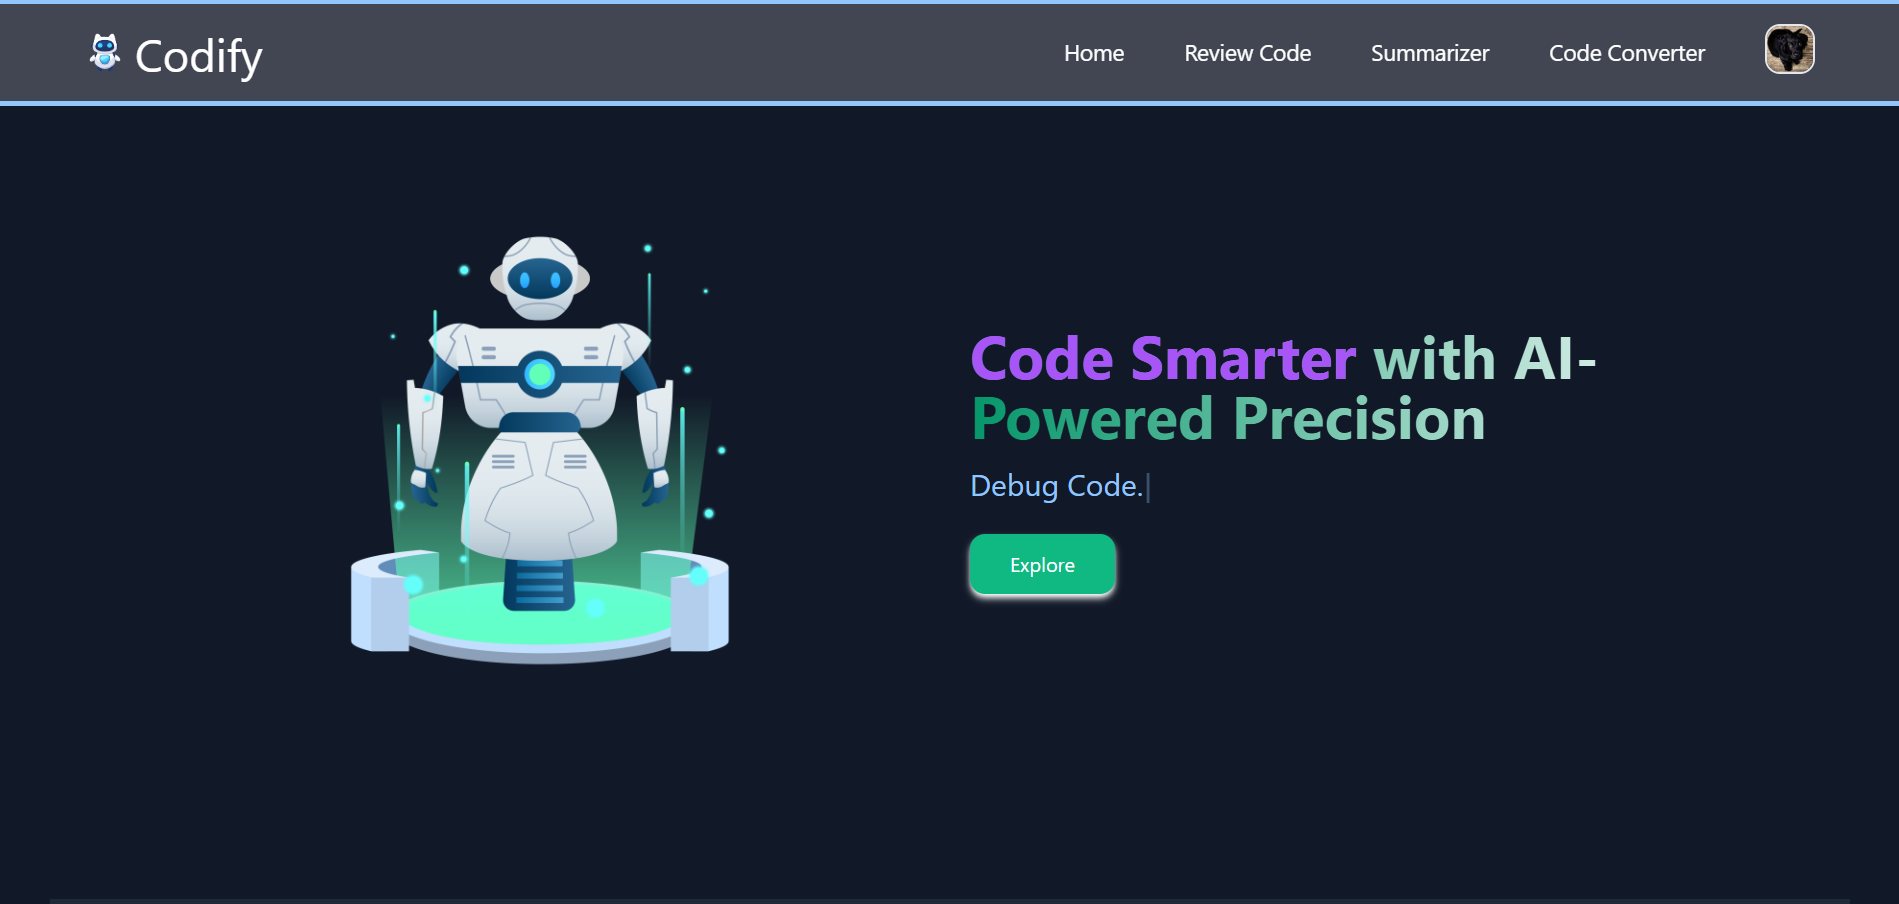 Codify
Home
Review Code
Summarizer
Code Converter
Code Smarter with AI-
Powered Precision
Debug Code.
Explore